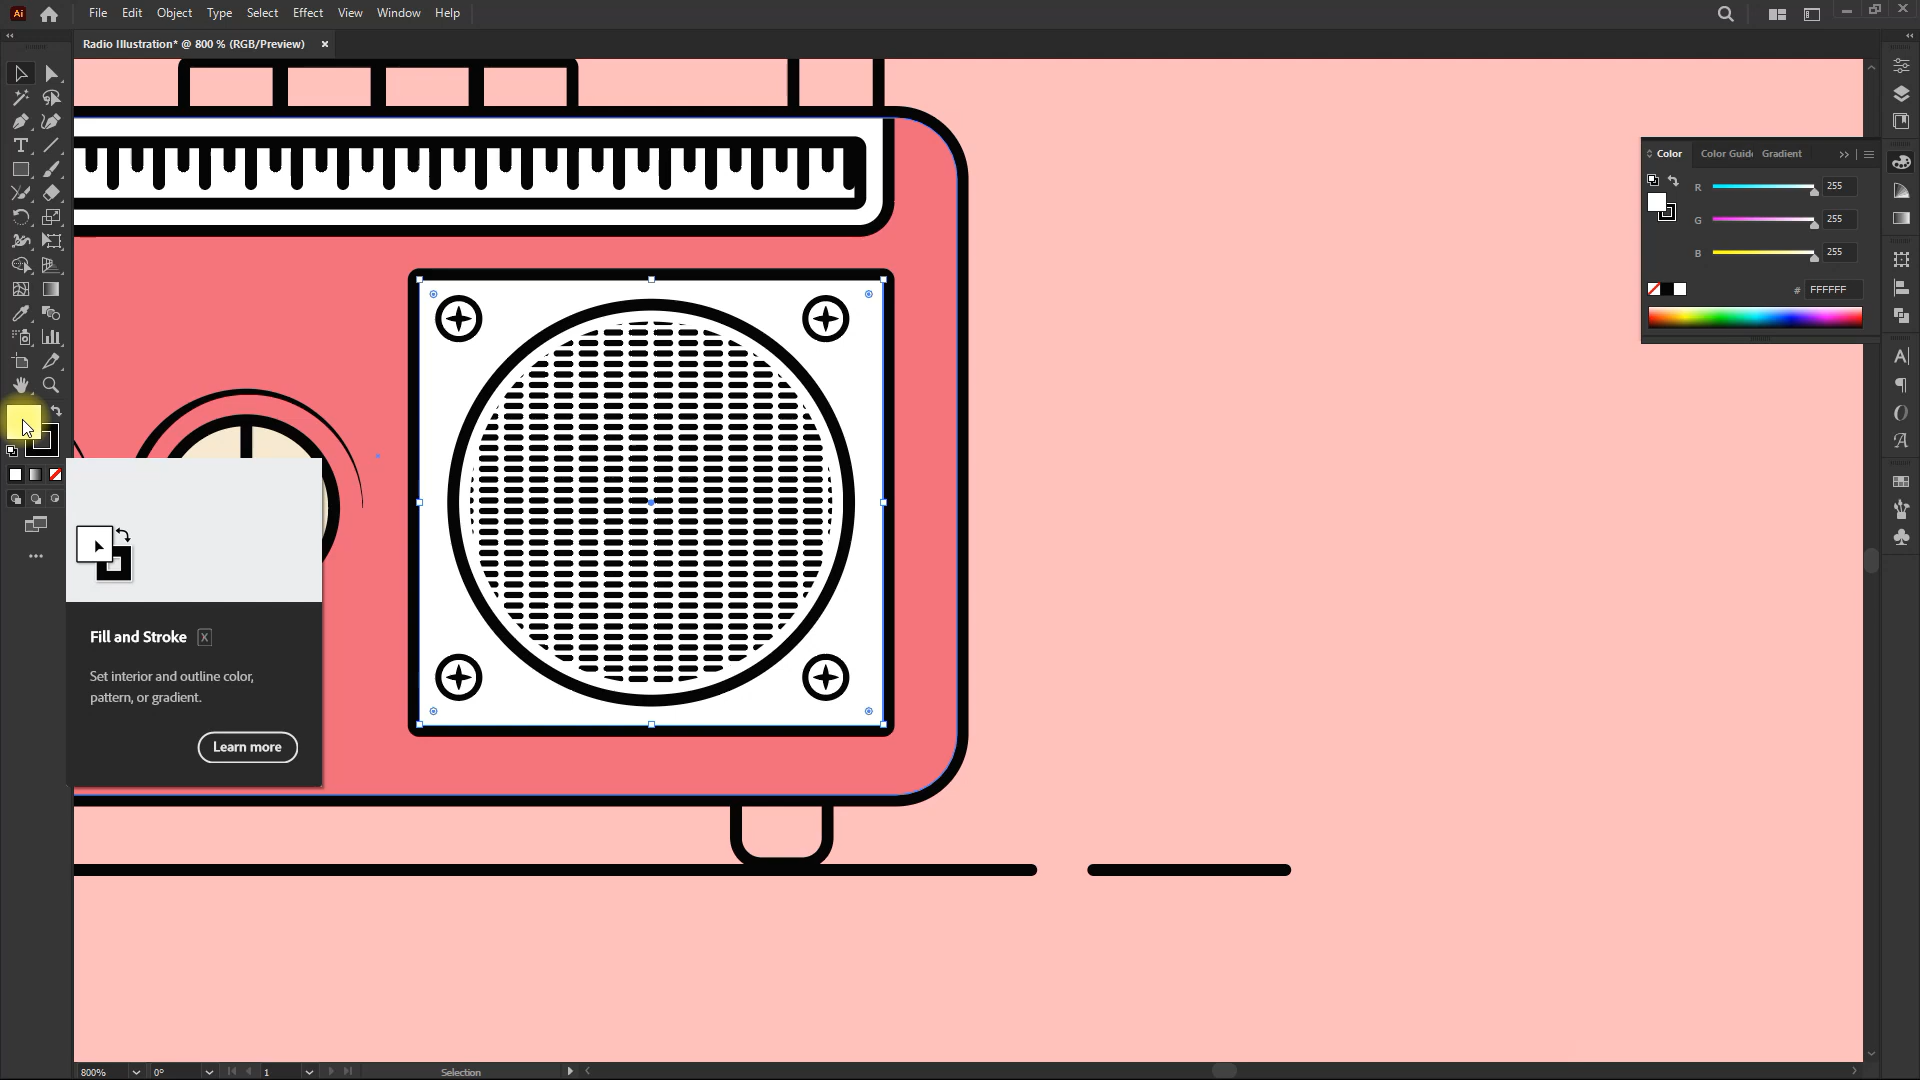 Ai
File Edit Object Type Select Effect View Window Help
Radio Illustration* @ 800 % (RGB/Preview) ×
Color Color Guide Gradient
R 255
G 255
B 255
# FFFFFF
Fill and Stroke X
Set interior and outline color,
pattern, or gradient.
Learn more
800% 0° 1 Selection